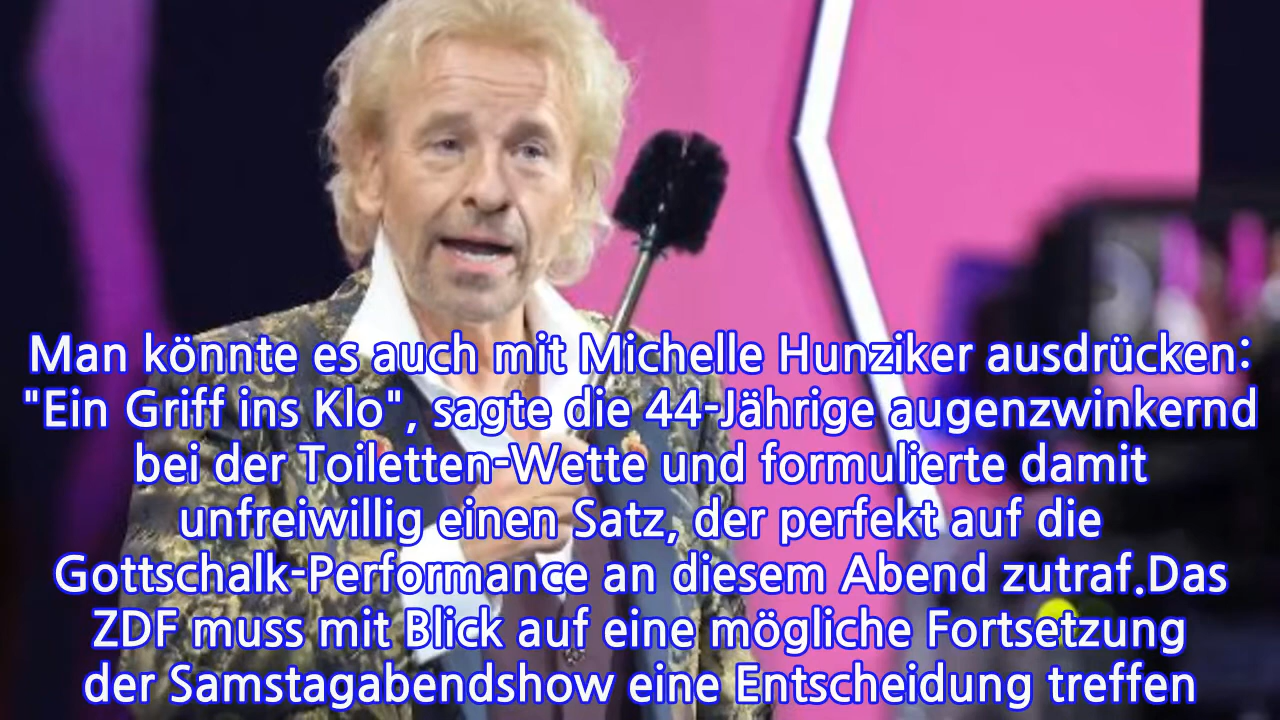 Man könnte es auch mit Michelle Hunziker ausdrücken:
"Ein Griff ins Klo", sagte die 44-Jährige augenzwinkernd
bei der Toiletten-Wette und formulierte damit
unfreiwillig einen Satz, der perfekt auf die
Gottschalk-Performance an diesem Abend zutraf.Das
ZDF muss mit Blick auf eine mögliche Fortsetzung
der Samstagabendshow eine Entscheidung treffen